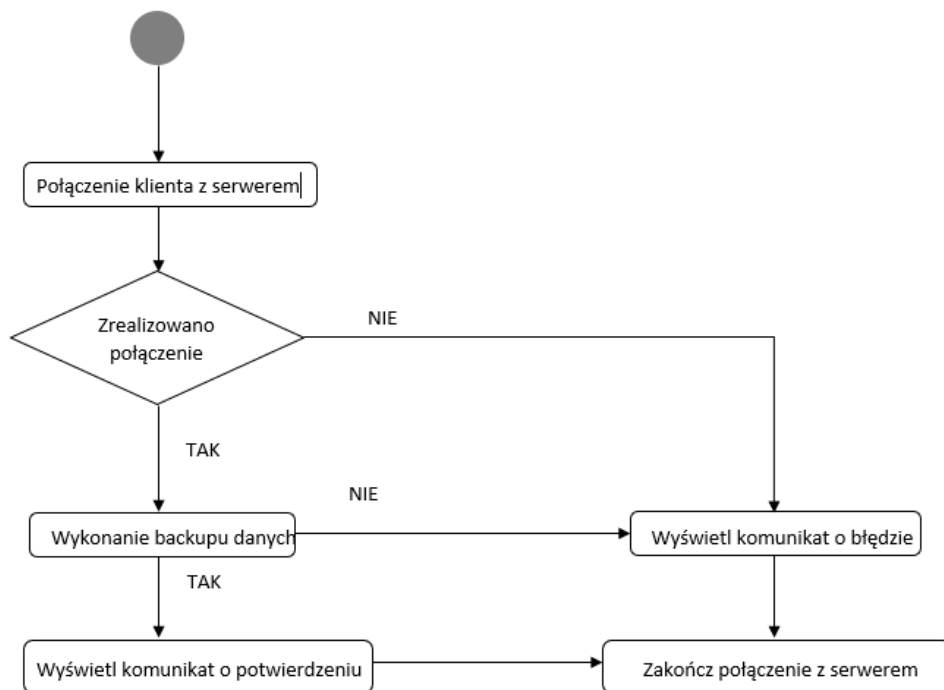 Połączenie klienta z serwerem
Zrealizowano
połączenie
NIE
TAK
NIE
Wykonanie backupu danych
Wyświetl komunikat o błędzie
TAK
Wyświetl komunikat o potwierdzeniu
Zakończ połączenie z serwerem